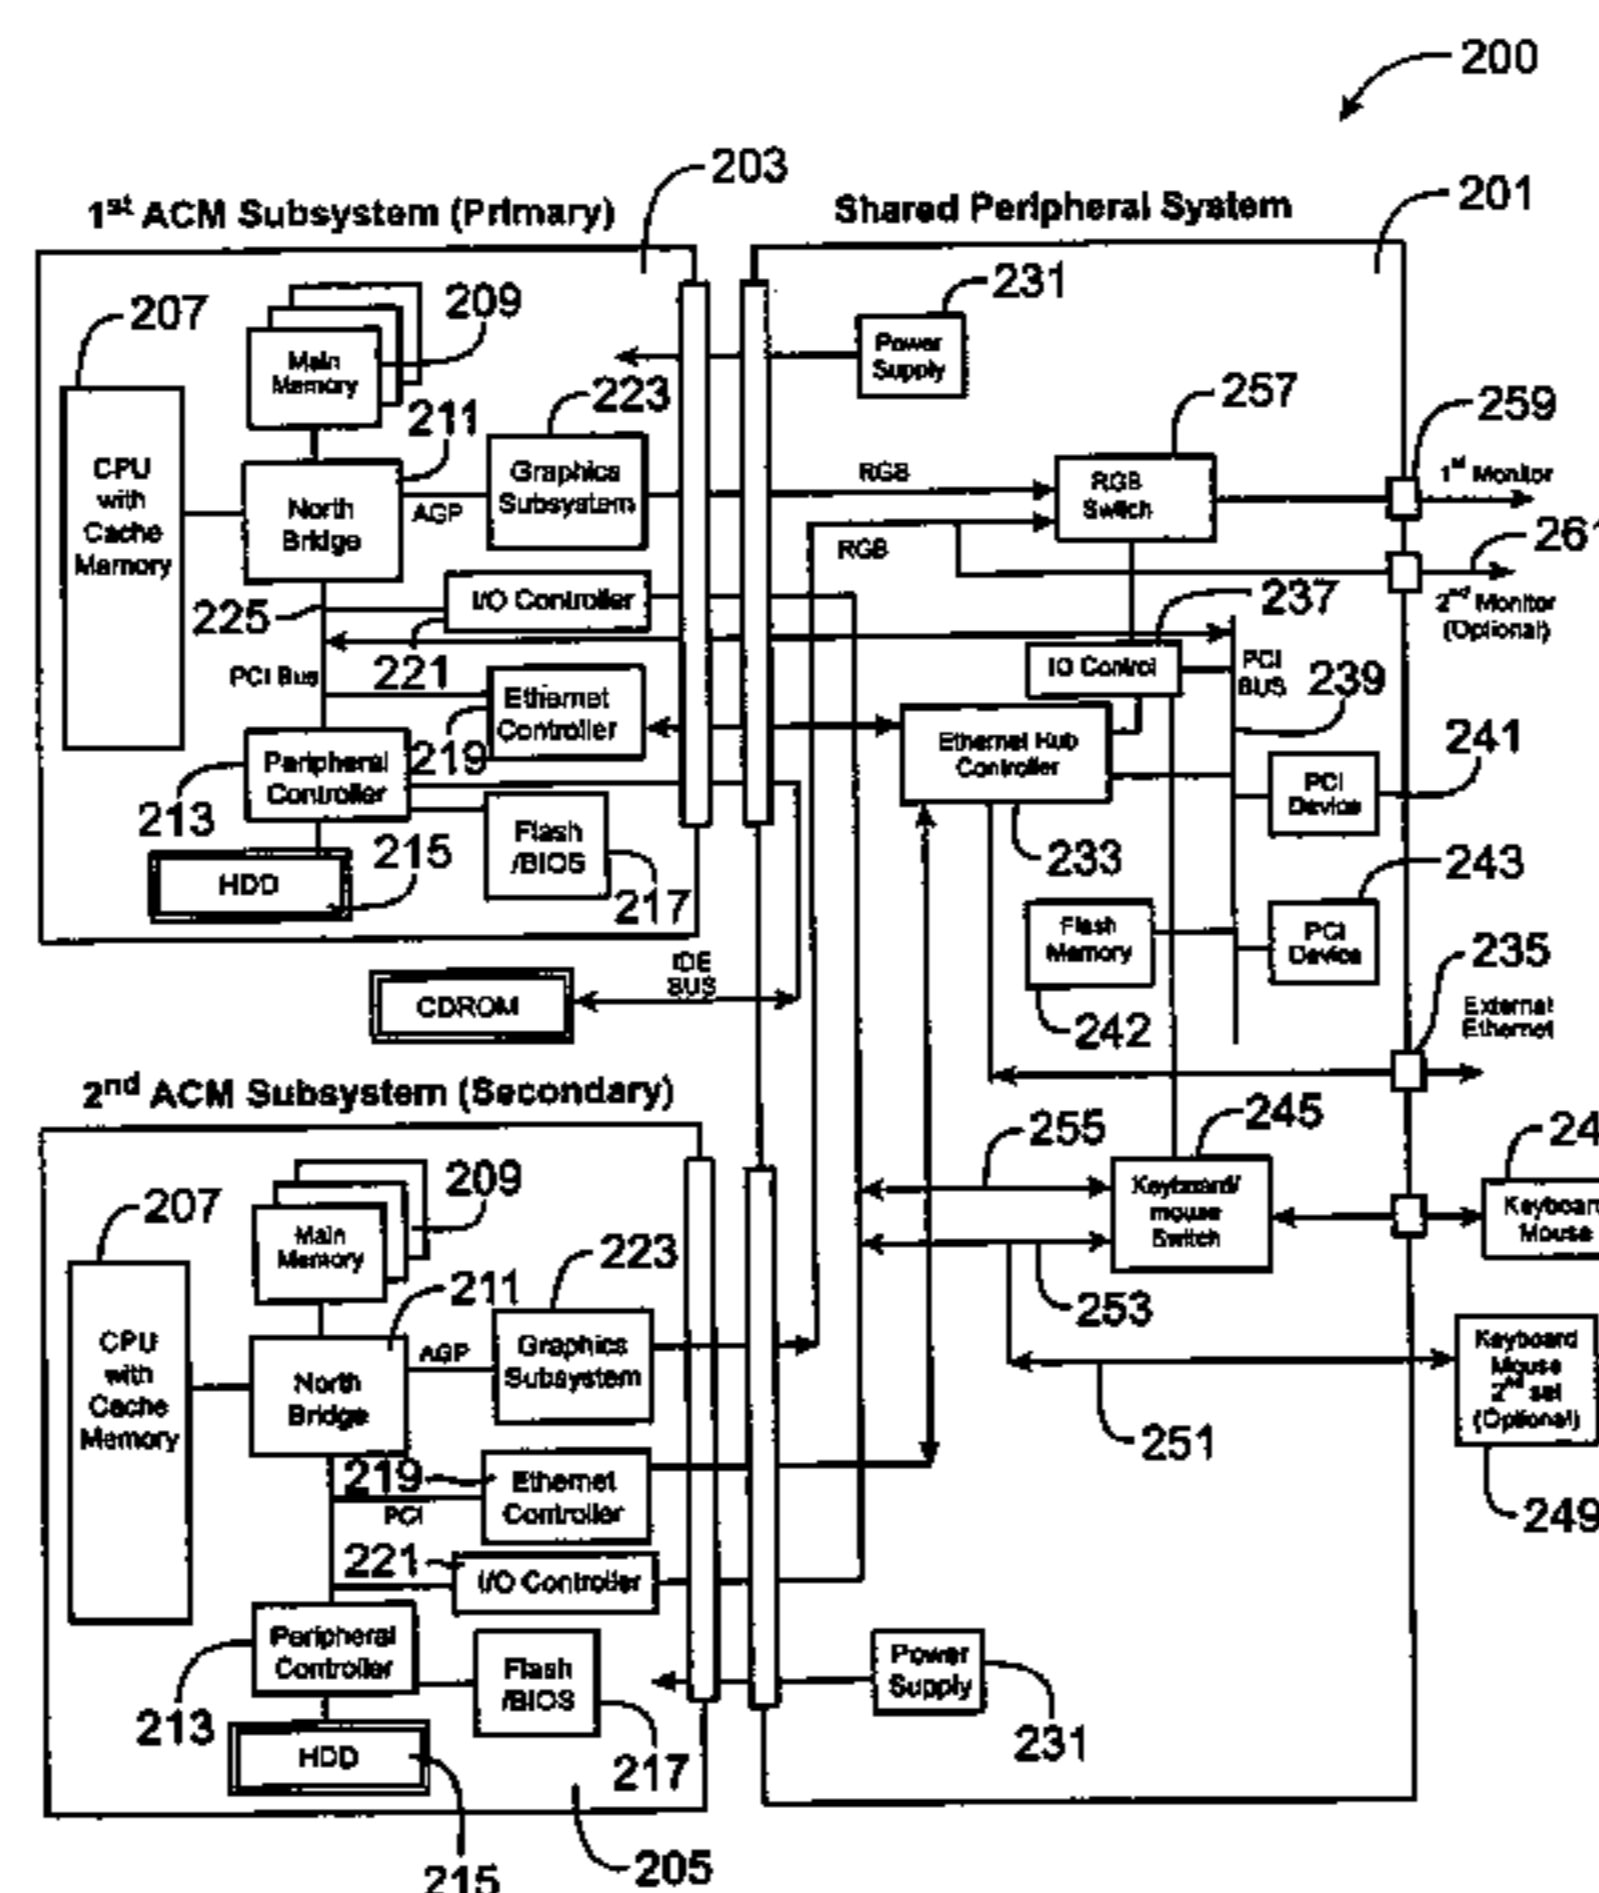 200
203
1st ACM Subsystem (Primary)
Shared Peripheral System
201
207
209
231
Main
Memory
Power
Supply
223
257
259
211
CPU
with
Cache
Memory
Graphics
Subsystem
RGB
RGB
Switch
1st Monitor
North
Bridge
AGP
RGB
261
225
I/O Controller
237
2nd Monitor
(Optional)
221
PCI Bus
IO Control
PCI
BUS
239
Ethernet
Controller
219
Ethernet Hub
Controller
241
Peripheral
Controller
PCI
Device
213
215
Flash
/BIOS
233
243
HDD
217
Flash
Memory
PCI
Device
235
IDE
BUS
CDROM
242
External
Ethernet
2nd ACM Subsystem (Secondary)
255
245
24
207
209
Keyboard/
mouse
Switch
Keyboard
Mouse
Main
Memory
223
211
253
CPU
with
Cache
Memory
AGP
Graphics
Subsystem
Keyboard
Mouse
2nd set
(Optional)
North
Bridge
251
219
Ethernet
Controller
249
PCI
221
I/O Controller
Peripheral
Controller
Flash
/BIOS
Power
Supply
213
231
HDD
217
215
205